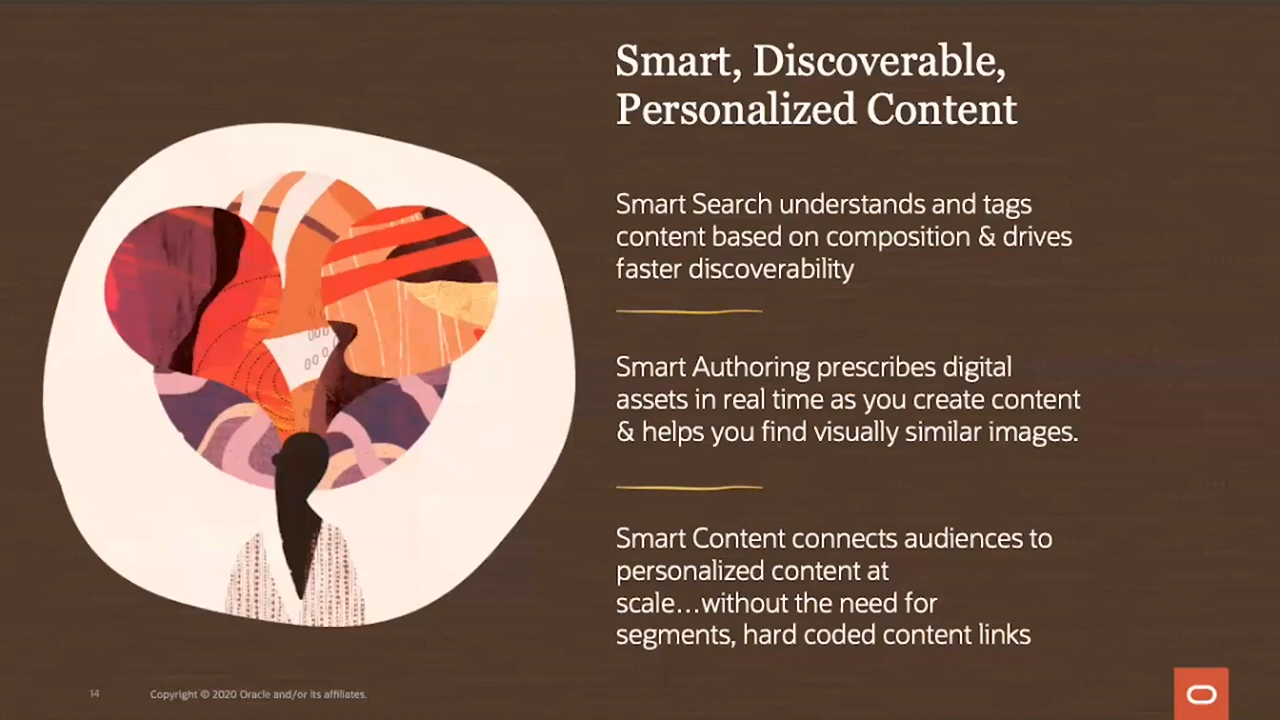 Smart, Discoverable,
Personalized Content
Smart Search understands and tags
content based on composition & drives
faster discoverability
Smart Authoring prescribes digital
assets in real time as you create content
& helps you find visually similar images.
Smart Content connects audiences to
personalized content at
scale...without the need for
segments, hard coded content links
14
Copyright © 2020 Oracle and/or its affiliates.